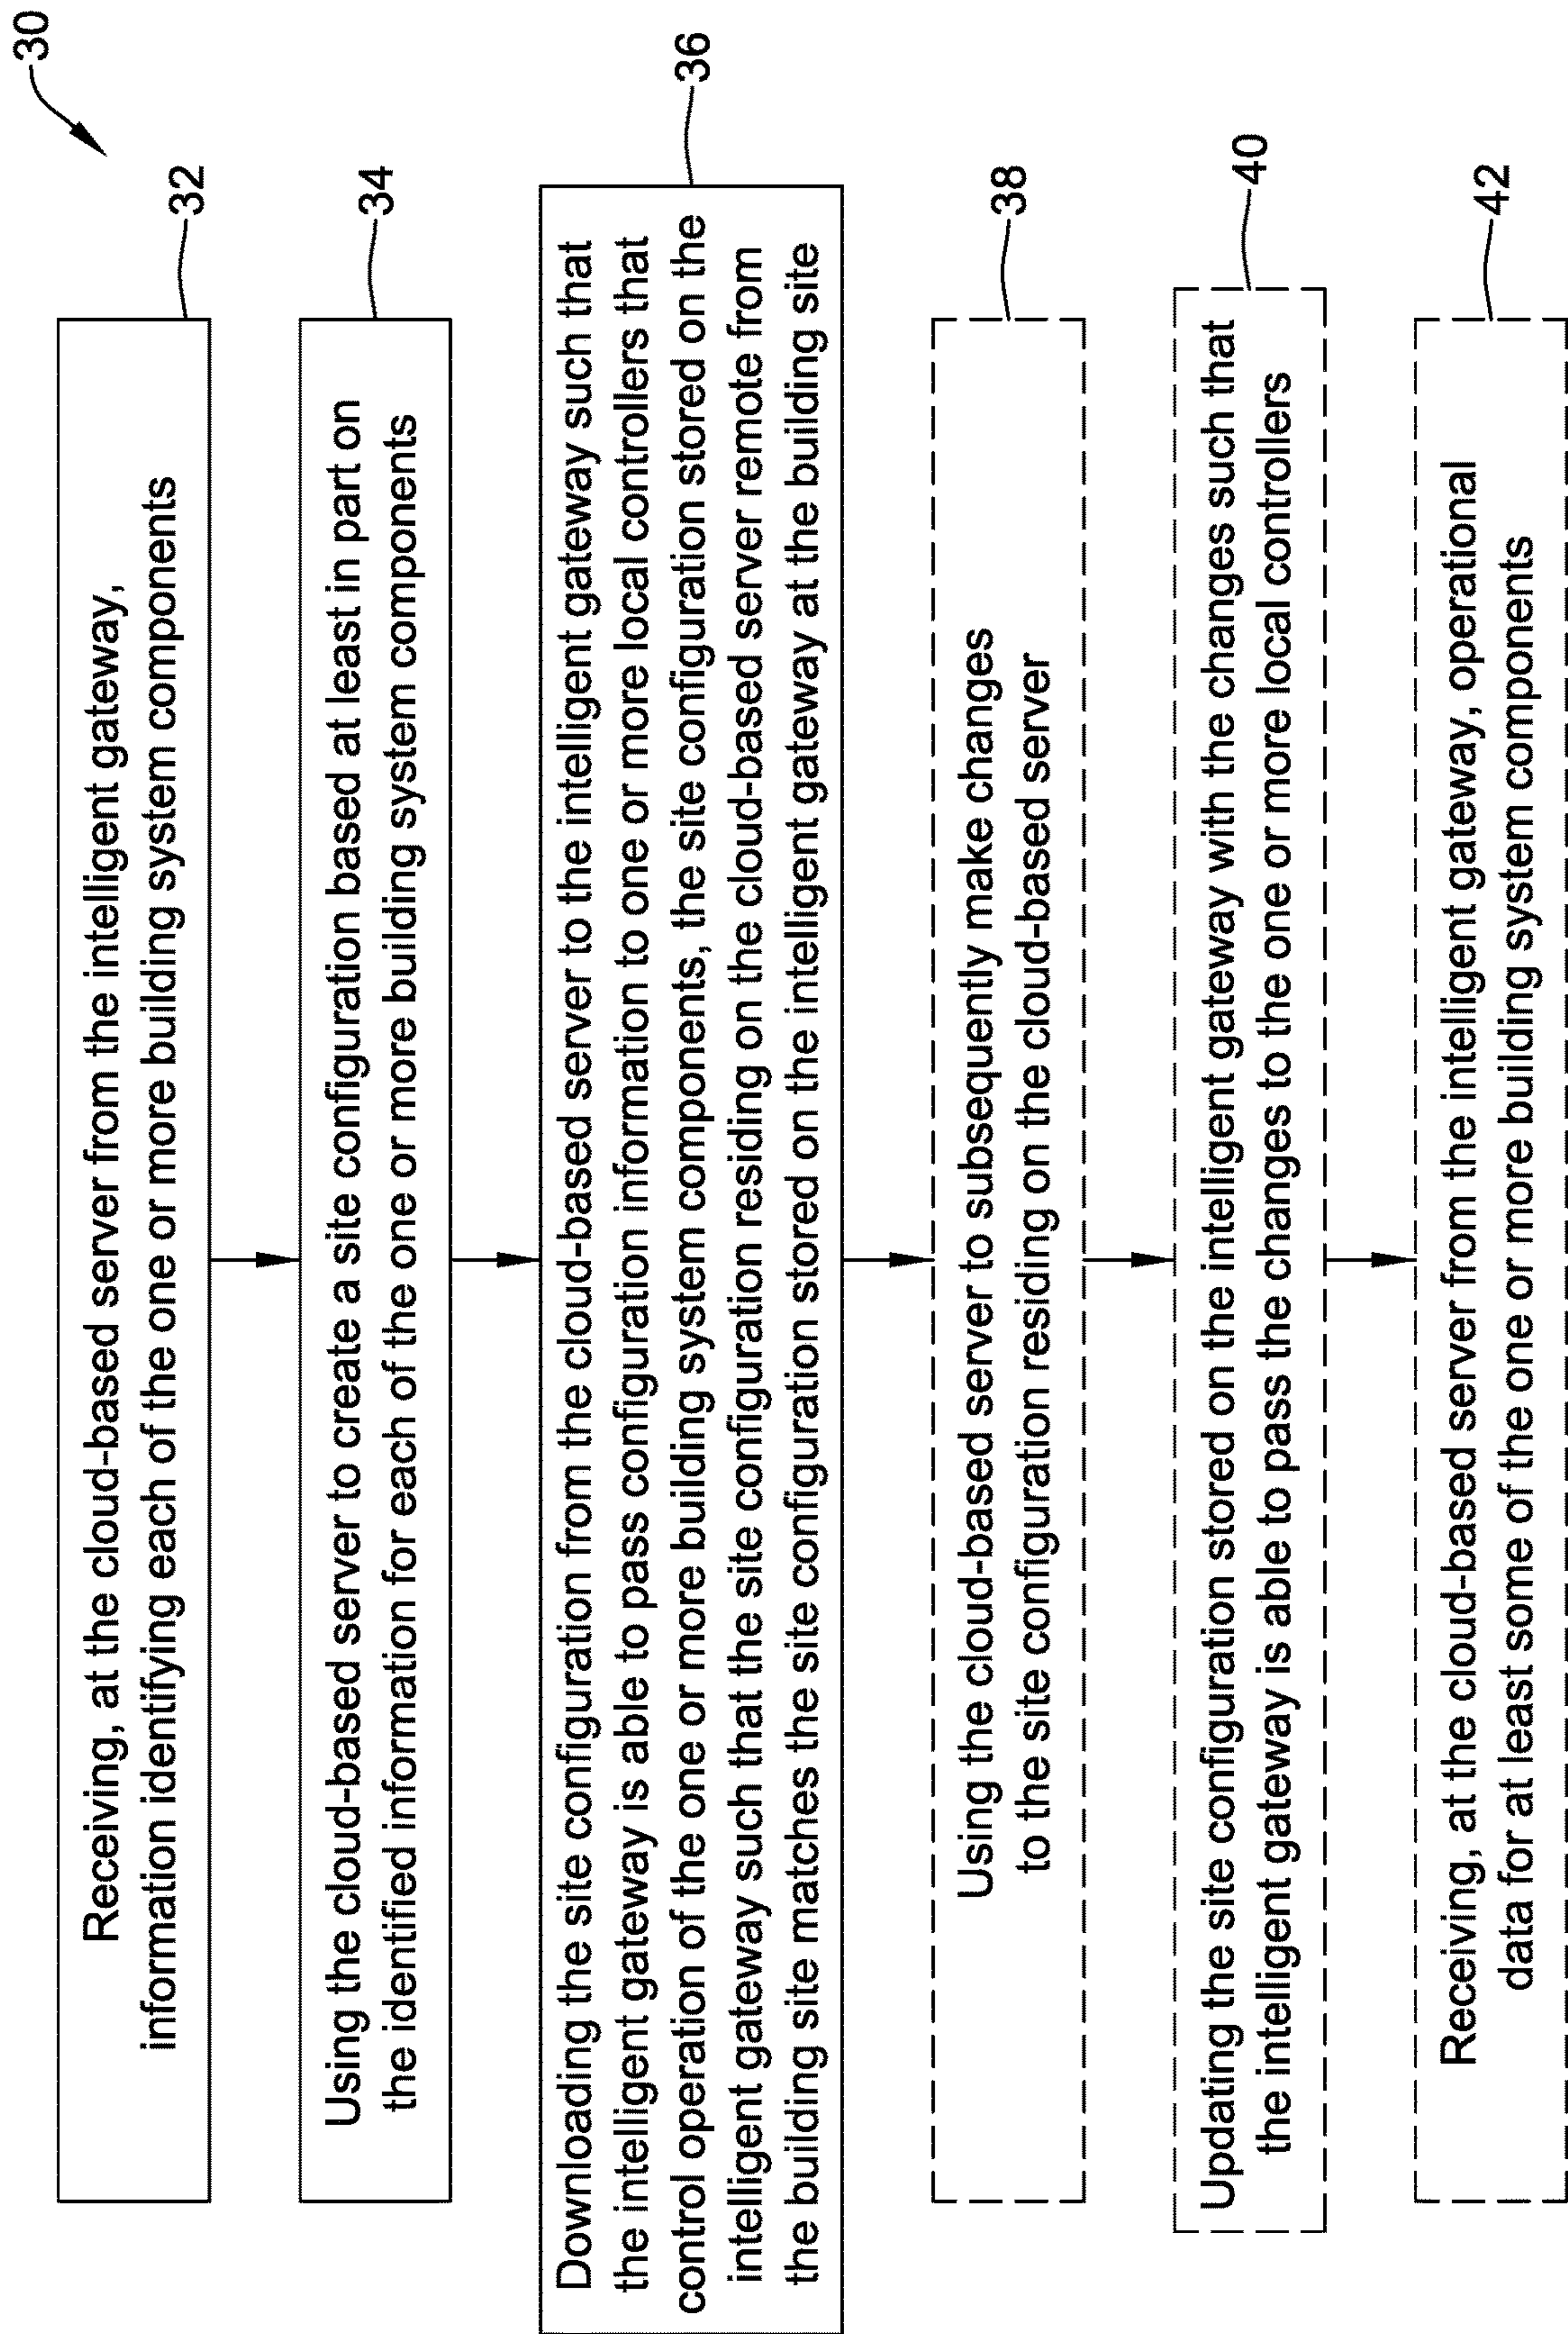 30
Receiving, at the cloud-based server from the intelligent gateway,
information identifying each of the one or more building system components
32
Using the cloud-based server to create a site configuration based at least in part on
the identified information for each of the one or more building system components
34
Downloading the site configuration from the cloud-based server to the intelligent gateway such that
the intelligent gateway is able to pass configuration information to one or more local controllers that
control operation of the one or more building system components, the site configuration stored on the
intelligent gateway such that the site configuration residing on the cloud-based server remote from
the building site matches the site configuration stored on the intelligent gateway at the building site
36
Using the cloud-based server to subsequently make changes
to the site configuration residing on the cloud-based server
38
Updating the site configuration stored on the intelligent gateway with the changes such that
the intelligent gateway is able to pass the changes to the one or more local controllers
40
Receiving, at the cloud-based server from the intelligent gateway, operational
data for at least some of the one or more building system components
42